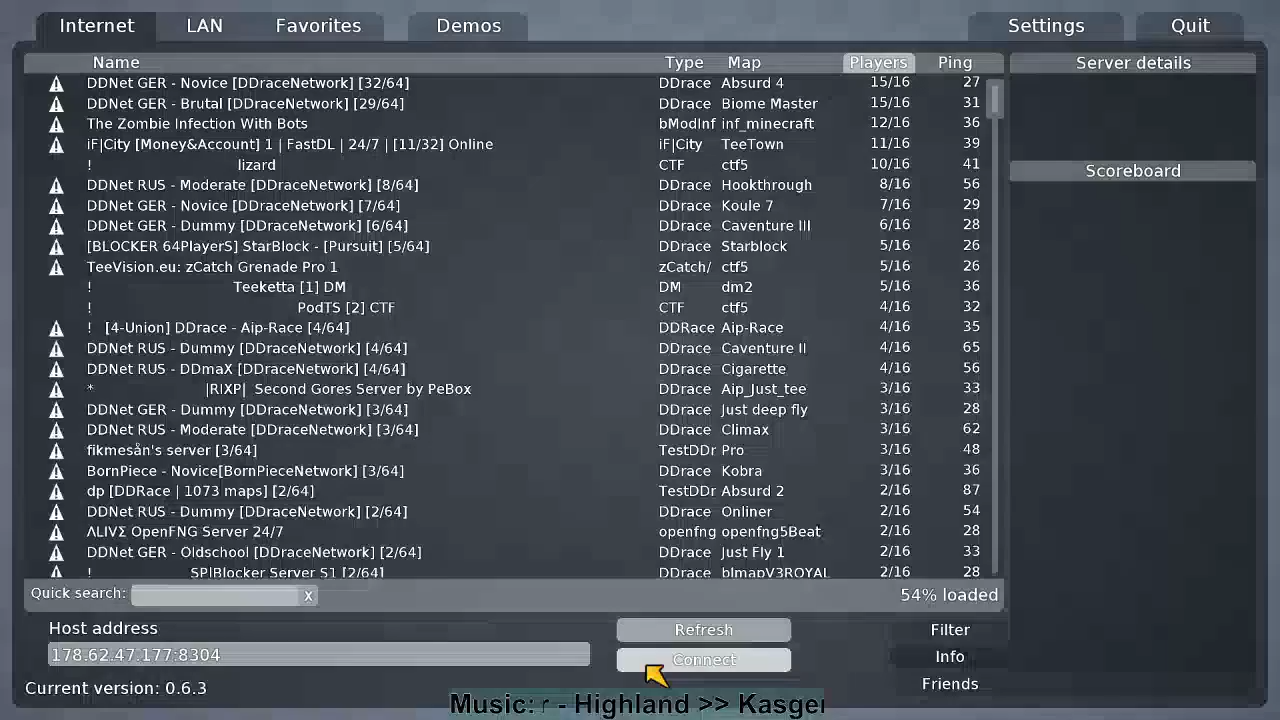 Internet LAN Favorites Demos Settings Quit
Name Type Map Players Ping Server details
DDNet GER - Novice [DDraceNetwork] [32/64] DDrace Absurd 4 15/16 27
DDNet GER - Brutal [DDraceNetwork] [29/64] DDrace Biome Master 15/16 31
The Zombie Infection With Bots bModInf inf_minecraft 12/16 36
iF|City [Money&Account] 1 | FastDL | 24/7 | [11/32] Online iF|City TeeTown 11/16 39
! lizard CTF ctf5 10/16 41
Scoreboard
DDNet RUS - Moderate [DDraceNetwork] [8/64] DDrace Hookthrough 8/16 56
DDNet RUS - Novice [DDraceNetwork] [7/64] DDrace Koule 7 7/16 29
DDNet GER - Dummy [DDraceNetwork] [6/64] DDrace Caventure III 6/16 28
[BLOCKER 64PlayerS] StarBlock - [Pursuit] [5/64] DDrace Starblock 5/16 26
TeeVision.eu: zCatch Grenade Pro 1 zCatch/ ctf5 5/16 26
! Teeketta [1] DM DM dm2 5/16 36
! PodTS [2] CTF CTF ctf5 4/16 32
! [4-Union] DDrace - Aip-Race [4/64] DDRace Aip-Race 4/16 35
DDNet RUS - Dummy [DDraceNetwork] [4/64] DDrace Caventure II 4/16 65
DDNet RUS - DDmaX [DDraceNetwork] [4/64] DDrace Cigarette 4/16 56
* |R|XP| Second Gores Server by PeBox DDrace Aip_Just_tee 3/16 33
DDNet GER - Dummy [DDraceNetwork] [3/64] DDrace Just deep fly 3/16 28
DDNet RUS - Moderate [DDraceNetwork] [3/64] DDrace Climax 3/16 62
fikmesån's server [3/64] TestDDr Pro 3/16 48
BornPiece - Novice[BornPieceNetwork] [3/64] DDrace Kobra 3/16 36
dp [DDRace | 1073 maps] [2/64] TestDDr Absurd 2 2/16 87
DDNet RUS - Dummy [DDraceNetwork] [2/64] DDrace Onliner 2/16 54
ΛLIVΣ OpenFNG Server 24/7 openfng openfng5Beat 2/16 28
DDNet GER - Oldschool [DDraceNetwork] [2/64] DDrace Just Fly 1 2/16 33
! SP|Blocker Server S1 [2/64] DDrace blmapV3ROYAL 2/16 28
Quick search: x 54% loaded
Host address Refresh Filter
178.62.47.177:8304 Connect Info
Current version: 0.6.3 Friends
Music: r - Highland >> Kasger